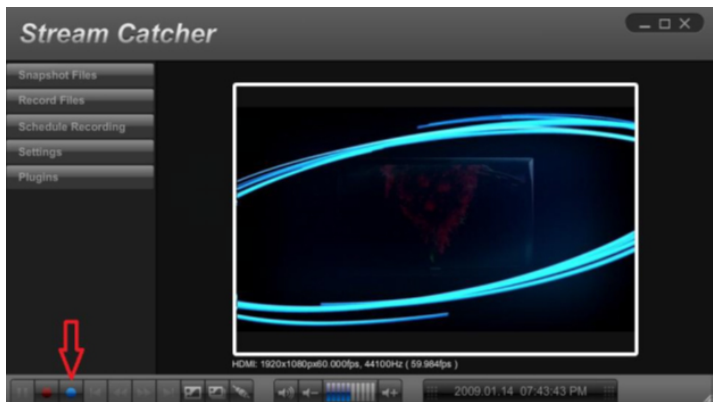 Stream Catcher
Snapshot Files
Record Files
Schedule Recording
Settings
Plugins
HDMI: 1920x1080px60.000fps, 44100Hz ( 59.984fps )
2009.01.14 07:43:43 PM